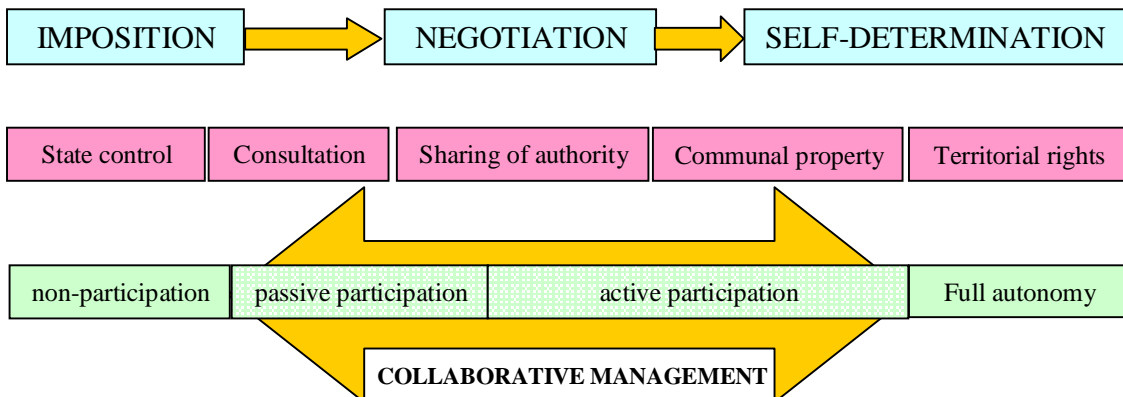 IMPOSITION NEGOTIATION SELF-DETERMINATION
State control Consultation Sharing of authority Communal property Territorial rights
non-participation passive participation active participation Full autonomy
COLLABORATIVE MANAGEMENT